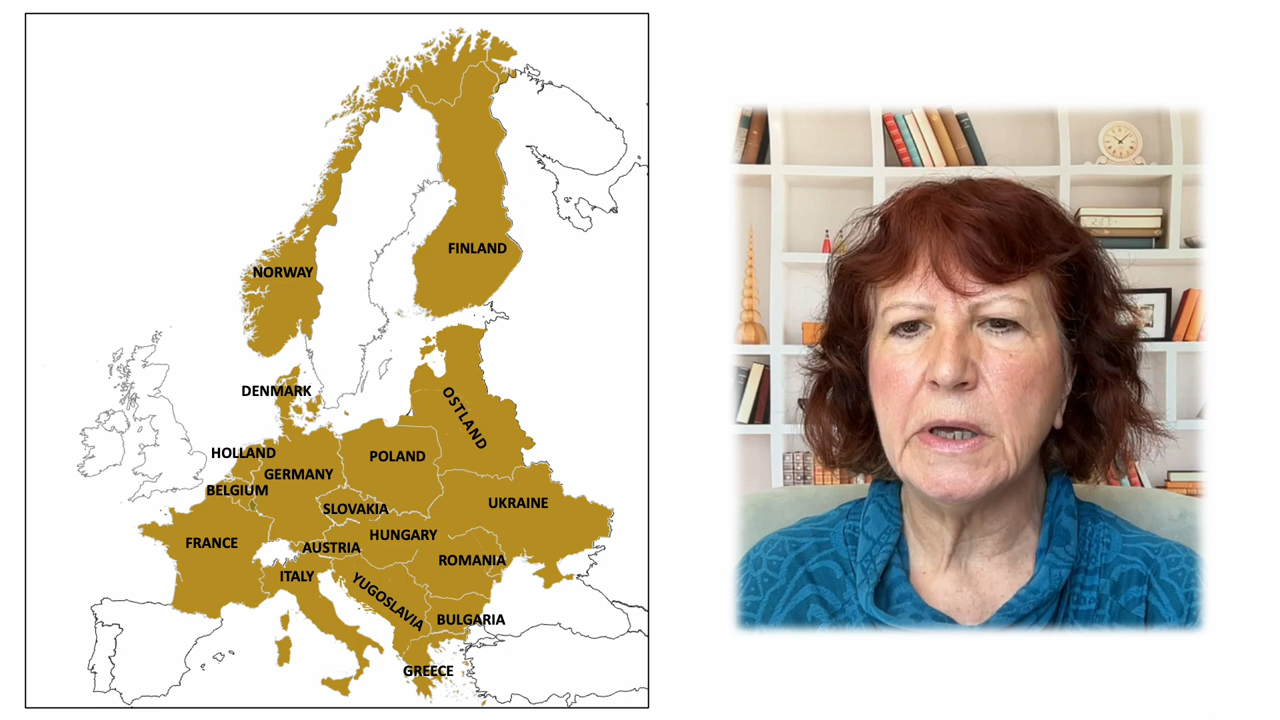 FINLAND
NORWAY
DENMARK
OSTLAND
HOLLAND
POLAND
GERMANY
BELGIUM
UKRAINE
SLOVAKIA
HUNGARY
FRANCE
AUSTRIA
ROMANIA
ITALY
YUGOSLAVIA
BULGARIA
GREECE